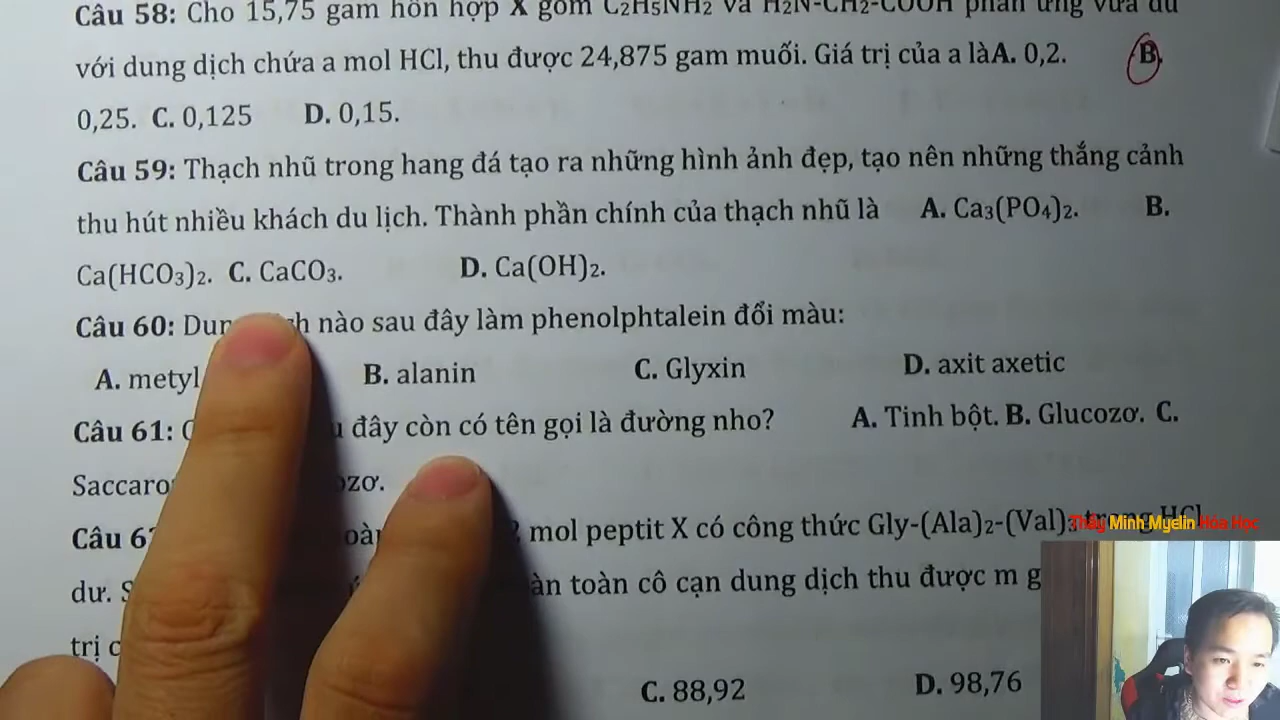 Câu 58: Cho 15,75 gam hỗn hợp X gồm C₂H₅NH₂ và H₂N-CH₂-COOH phản ứng vừa đủ
với dung dịch chứa a mol HCl, thu được 24,875 gam muối. Giá trị của a làA. 0,2. B.
0,25. C. 0,125 D. 0,15.
Câu 59: Thạch nhũ trong hang đá tạo ra những hình ảnh đẹp, tạo nên những thắng cảnh
thu hút nhiều khách du lịch. Thành phần chính của thạch nhũ là A. Ca₃(PO₄)₂. B.
Ca(HCO₃)₂. C. CaCO₃. D. Ca(OH)₂.
Câu 60: nào sau đây làm phenolphtalein đổi màu:
A. metyl B. alanin C. Glyxin D. axit axetic
Câu 61: đây còn có tên gọi là đường nho? A. Tinh bột. B. Glucozơ. C.
mol peptit X có công thức Gly-(Ala)₂-(Val)₃ trong HCl
dư. toàn cô cạn dung dịch thu được m
trị
C. 88,92 D. 98,76
Thầy Minh Myelin Hóa Học